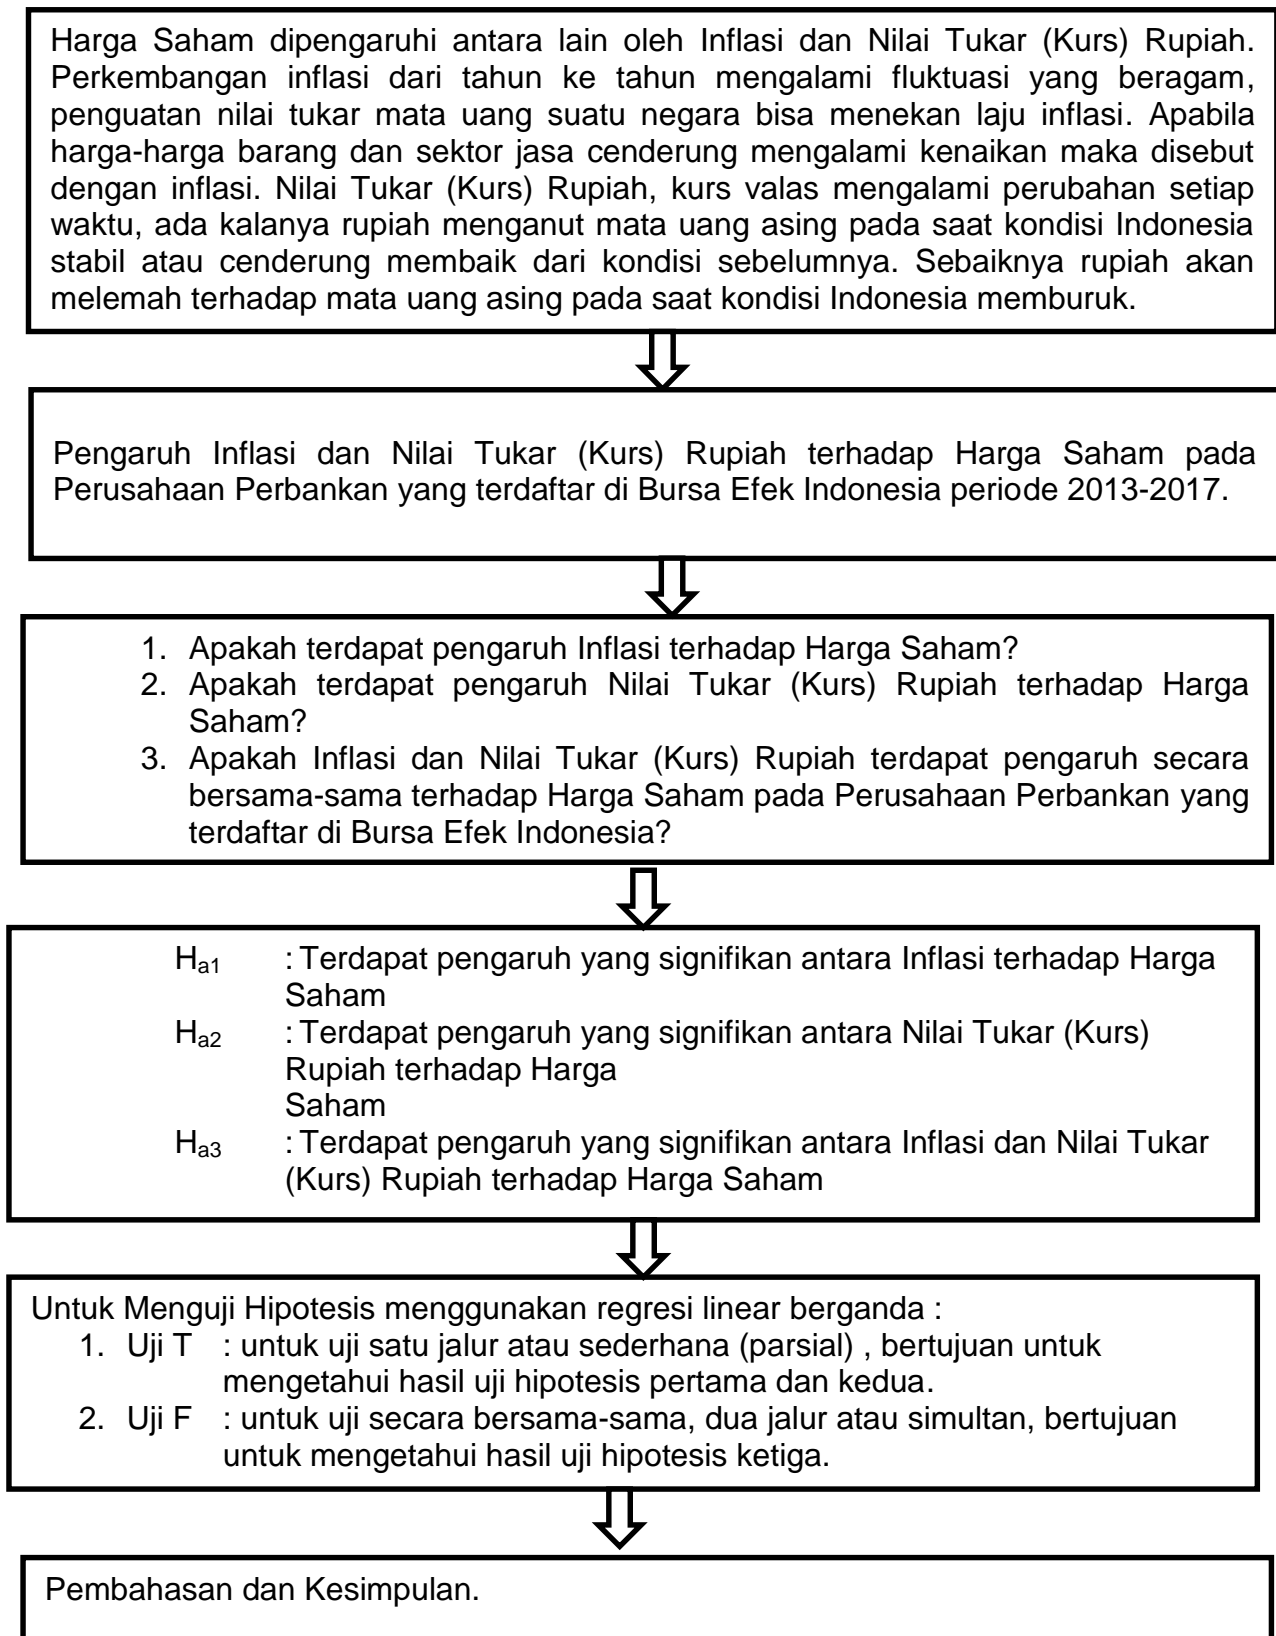 Harga Saham dipengaruhi antara lain oleh Inflasi dan Nilai Tukar (Kurs) Rupiah.
Perkembangan inflasi dari tahun ke tahun mengalami fluktuasi yang beragam,
penguatan nilai tukar mata uang suatu negara bisa menekan laju inflasi. Apabila
harga-harga barang dan sektor jasa cenderung mengalami kenaikan maka disebut
dengan inflasi. Nilai Tukar (Kurs) Rupiah, kurs valas mengalami perubahan setiap
waktu, ada kalanya rupiah menganut mata uang asing pada saat kondisi Indonesia
stabil atau cenderung membaik dari kondisi sebelumnya. Sebaiknya rupiah akan
melemah terhadap mata uang asing pada saat kondisi Indonesia memburuk.
Pengaruh Inflasi dan Nilai Tukar (Kurs) Rupiah terhadap Harga Saham pada
Perusahaan Perbankan yang terdaftar di Bursa Efek Indonesia periode 2013-2017.
1. Apakah terdapat pengaruh Inflasi terhadap Harga Saham?
2. Apakah terdapat pengaruh Nilai Tukar (Kurs) Rupiah terhadap Harga
Saham?
3. Apakah Inflasi dan Nilai Tukar (Kurs) Rupiah terdapat pengaruh secara
bersama-sama terhadap Harga Saham pada Perusahaan Perbankan yang
terdaftar di Bursa Efek Indonesia?
Ha1 : Terdapat pengaruh yang signifikan antara Inflasi terhadap Harga
Saham
Ha2 : Terdapat pengaruh yang signifikan antara Nilai Tukar (Kurs)
Rupiah terhadap Harga
Saham
Ha3 : Terdapat pengaruh yang signifikan antara Inflasi dan Nilai Tukar
(Kurs) Rupiah terhadap Harga Saham
Untuk Menguji Hipotesis menggunakan regresi linear berganda :
1. Uji T : untuk uji satu jalur atau sederhana (parsial) , bertujuan untuk
mengetahui hasil uji hipotesis pertama dan kedua.
2. Uji F : untuk uji secara bersama-sama, dua jalur atau simultan, bertujuan
untuk mengetahui hasil uji hipotesis ketiga.
Pembahasan dan Kesimpulan.